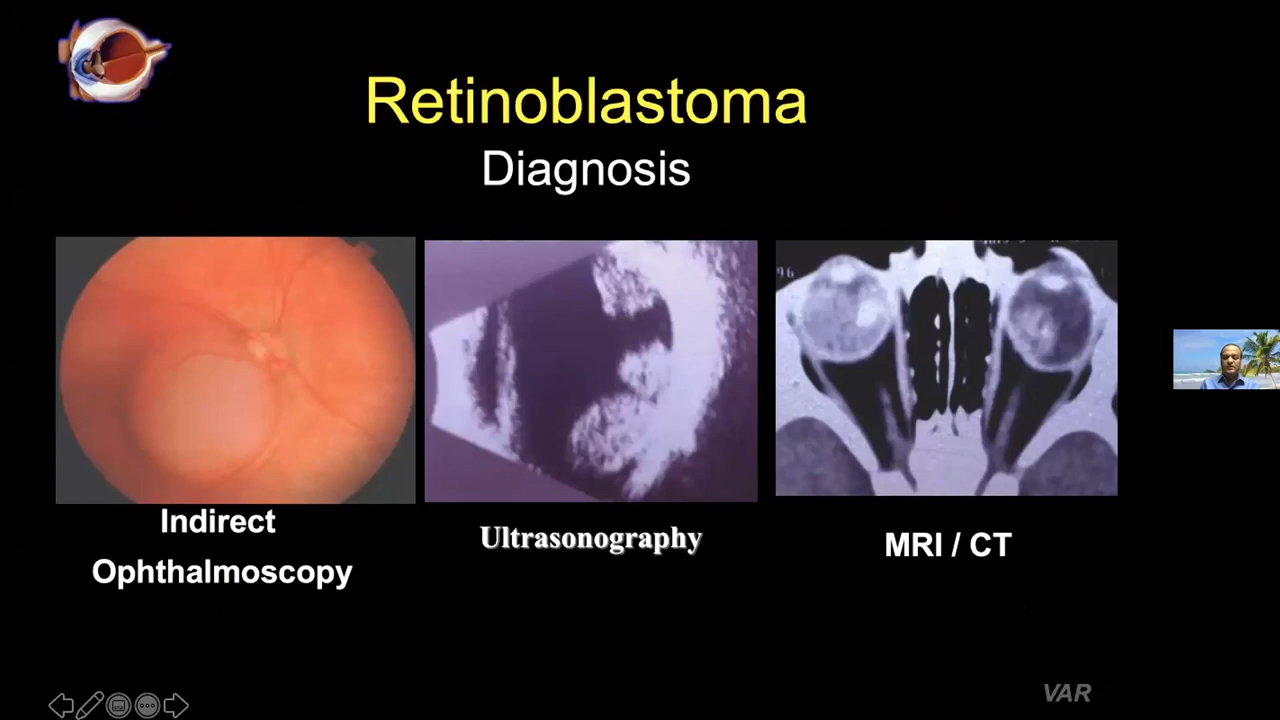 Retinoblastoma
Diagnosis
Indirect
Ophthalmoscopy
Ultrasonography
MRI / CT
VAR